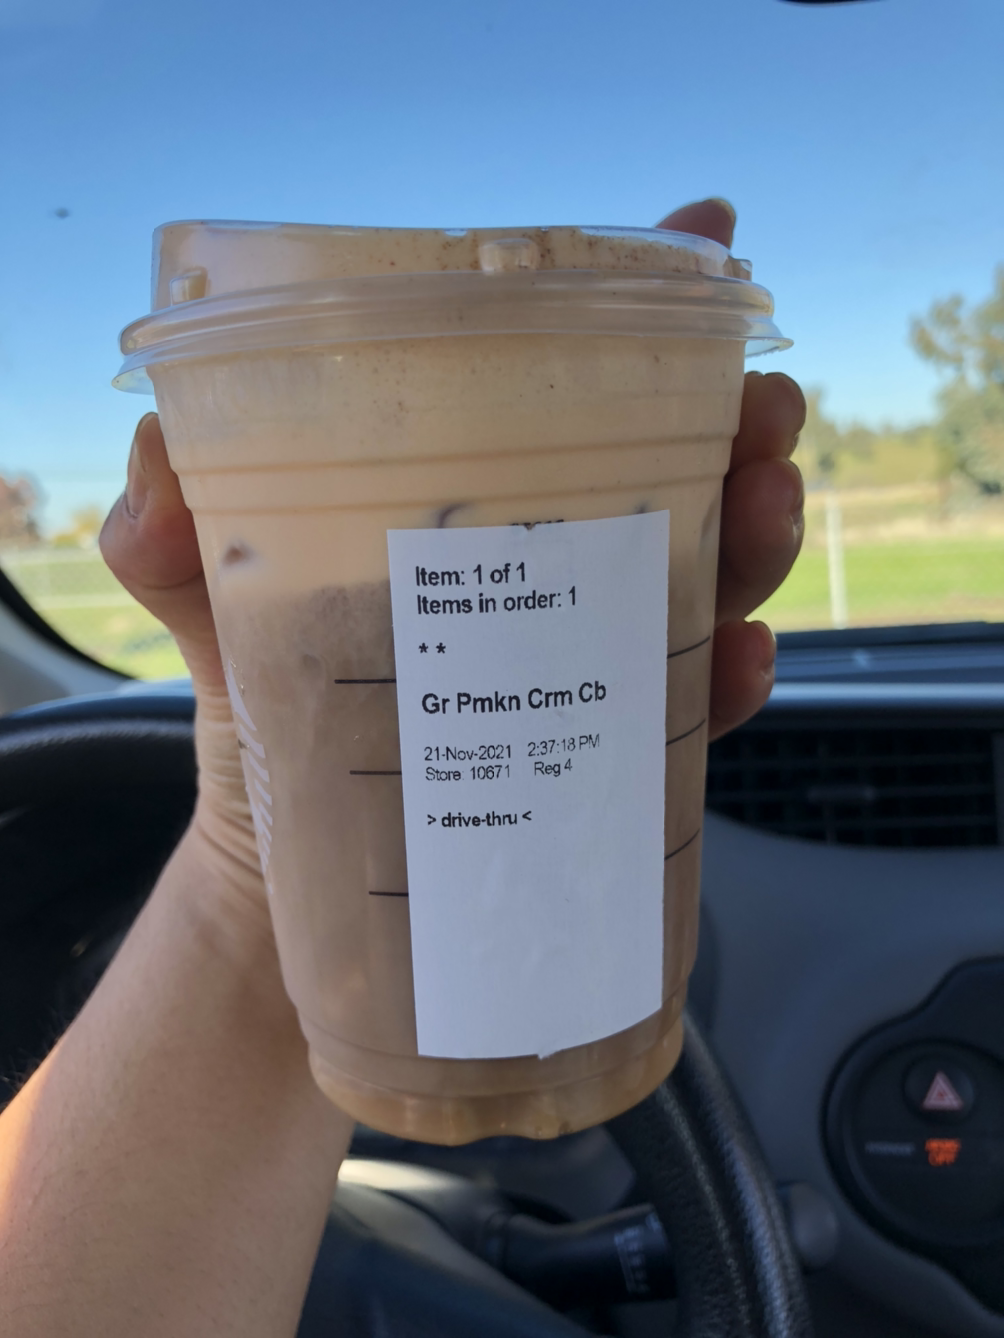 Item: 1 of 1
Items in order: 1
* *
Gr Pmkn Crm Cb
21-Nov-2021 2:37:18 PM
Store: 10671 Reg 4
> drive-thru <